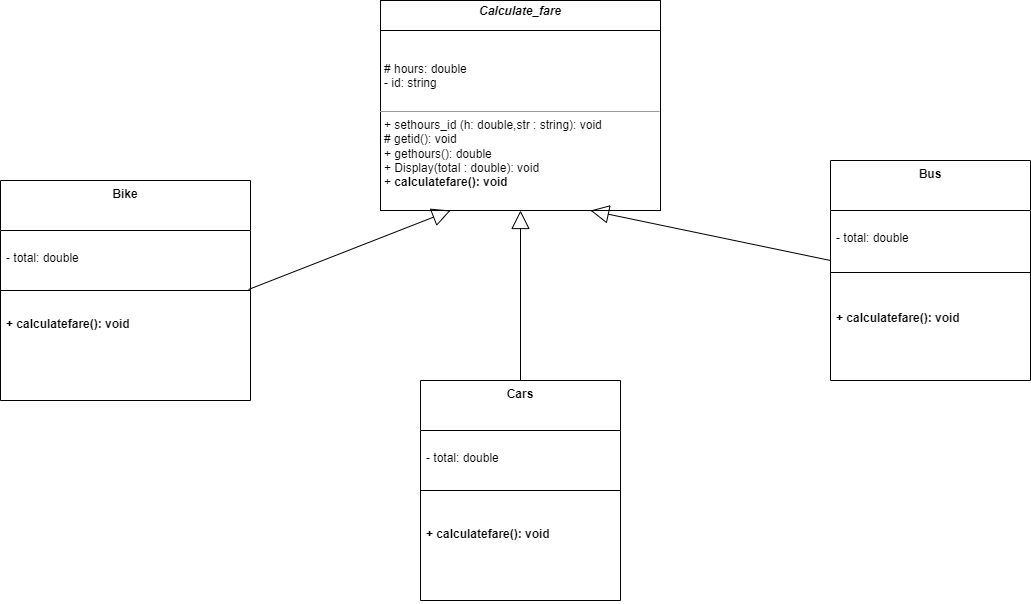 Calculate_fare
# hours: double
- id: string
+ sethours_id (h: double,str : string): void
# getid(): void
+ gethours(): double
+ Display(total : double): void
+ calculatefare(): void
Bike
- total: double
+ calculatefare(): void
Cars
- total: double
+ calculatefare(): void
Bus
- total: double
+ calculatefare(): void